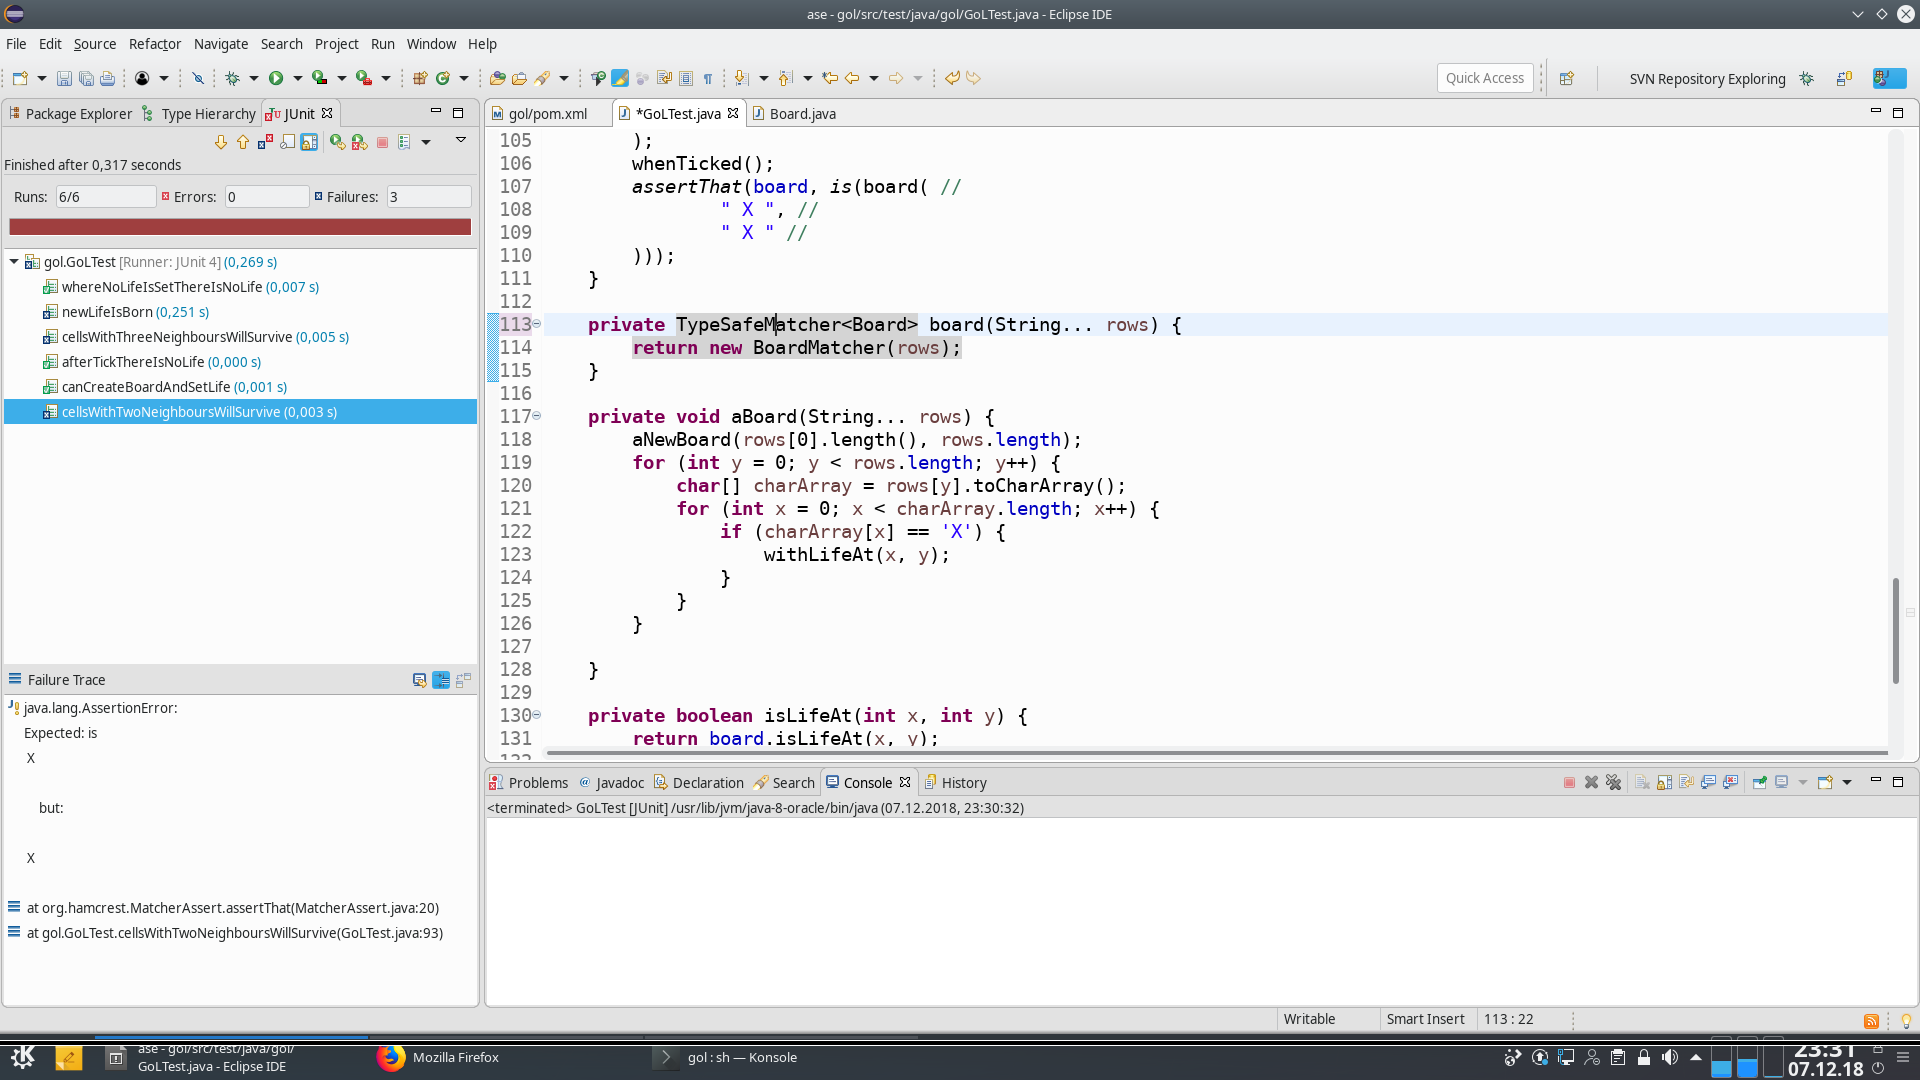 ase - gol/src/test/java/gol/GoLTest.java - Eclipse IDE
File Edit Source Refactor Navigate Search Project Run Window Help
Quick Access
SVN Repository Exploring
Package Explorer Type Hierarchy JUnit
Finished after 0,317 seconds
Runs: 6/6 Errors: 0 Failures: 3
gol.GoLTest [Runner: JUnit 4] (0,269 s)
whereNoLifeIsSetThereIsNoLife (0,007 s)
newLifeIsBorn (0,251 s)
cellsWithThreeNeighboursWillSurvive (0,005 s)
afterTickThereIsNoLife (0,000 s)
canCreateBoardAndSetLife (0,001 s)
cellsWithTwoNeighboursWillSurvive (0,003 s)
Failure Trace
java.lang.AssertionError:
Expected: is
X
but:
X
at org.hamcrest.MatcherAssert.assertThat(MatcherAssert.java:20)
at gol.GoLTest.cellsWithTwoNeighboursWillSurvive(GoLTest.java:93)
gol/pom.xml *GoLTest.java Board.java
105 );
106 whenTicked();
107 assertThat(board, is(board( //
108 " X ", //
109 " X " //
110 )));
111 }
112
113 private TypeSafeMatcher<Board> board(String... rows) {
114 return new BoardMatcher(rows);
115 }
116
117 private void aBoard(String... rows) {
118 aNewBoard(rows[0].length(), rows.length);
119 for (int y = 0; y < rows.length; y++) {
120 char[] charArray = rows[y].toCharArray();
121 for (int x = 0; x < charArray.length; x++) {
122 if (charArray[x] == 'X') {
123 withLifeAt(x, y);
124 }
125 }
126 }
127
128 }
129
130 private boolean isLifeAt(int x, int y) {
131 return board.isLifeAt(x, y);
132
Problems Javadoc Declaration Search Console History
<terminated> GoLTest [JUnit] /usr/lib/jvm/java-8-oracle/bin/java (07.12.2018, 23:30:32)
Writable Smart Insert 113 : 22
ase - gol/src/test/java/gol/
GoLTest.java - Eclipse IDE
Mozilla Firefox
gol : sh — Konsole
23:31
07.12.18